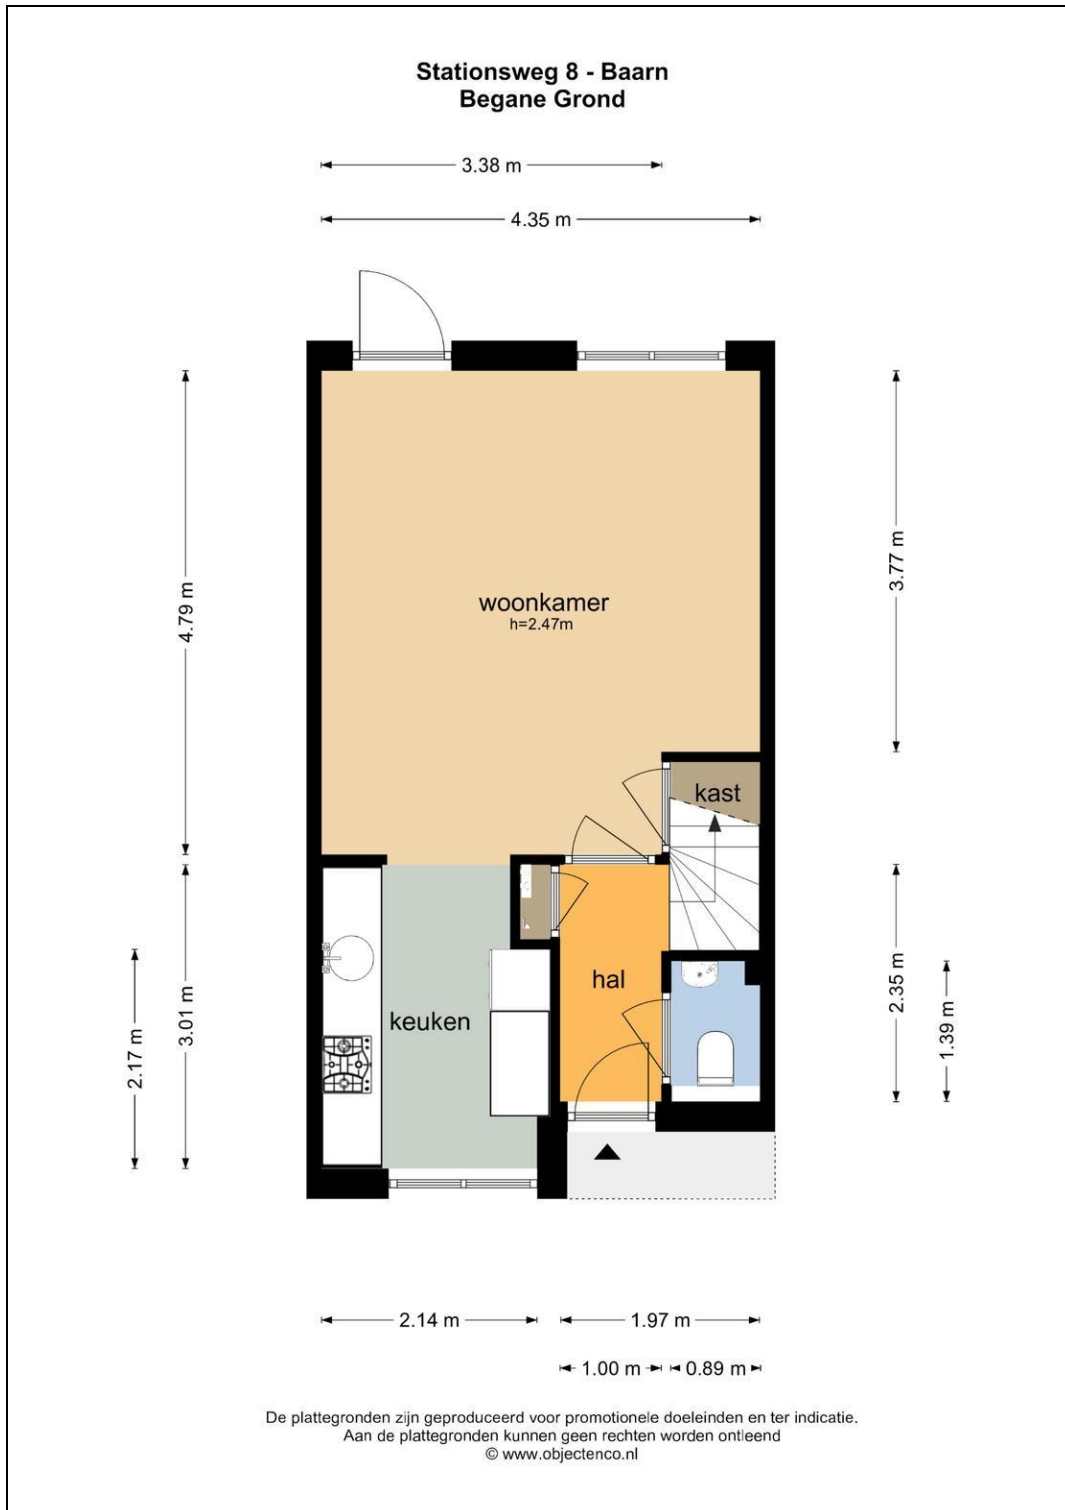 Stationsweg 8 - Baarn
Begane Grond
3.38 m
4.35 m
4.79 m
3.77 m
woonkamer
h=2.47m
kast
hal
keuken
2.17 m
3.01 m
2.35 m
1.39 m
2.14 m
1.97 m
1.00 m
0.89 m
De plattegronden zijn geproduceerd voor promotionele doeleinden en ter indicatie.
Aan de plattegronden kunnen geen rechten worden ontleend
© www.objectenco.nl